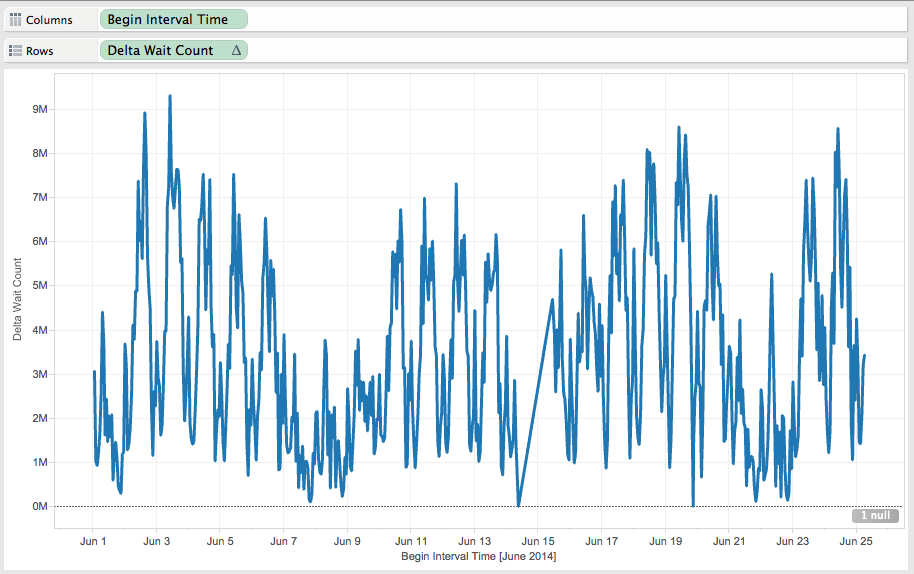 Columns Begin Interval Time
Rows Delta Wait Count Δ
9M
8M
7M
6M
5M
4M
3M
2M
1M
0M
Delta Wait Count
1 null
Jun 1 Jun 3 Jun 5 Jun 7 Jun 9 Jun 11 Jun 13 Jun 15 Jun 17 Jun 19 Jun 21 Jun 23 Jun 25
Begin Interval Time [June 2014]